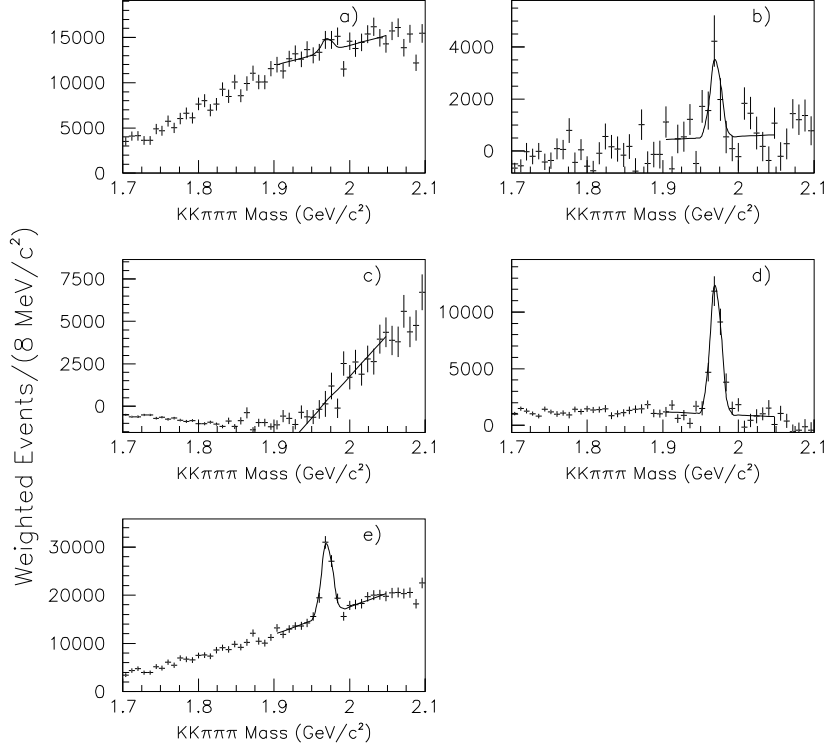 a)
15000
10000
5000
0
1.7 1.8 1.9 2 2.1
KKπππ Mass (GeV/c²)
b)
4000
2000
0
1.7 1.8 1.9 2 2.1
KKπππ Mass (GeV/c²)
Weighted Events/(8 MeV/c²)
c)
7500
5000
2500
0
1.7 1.8 1.9 2 2.1
KKπππ Mass (GeV/c²)
d)
10000
5000
0
1.7 1.8 1.9 2 2.1
KKπππ Mass (GeV/c²)
e)
30000
20000
10000
0
1.7 1.8 1.9 2 2.1
KKπππ Mass (GeV/c²)